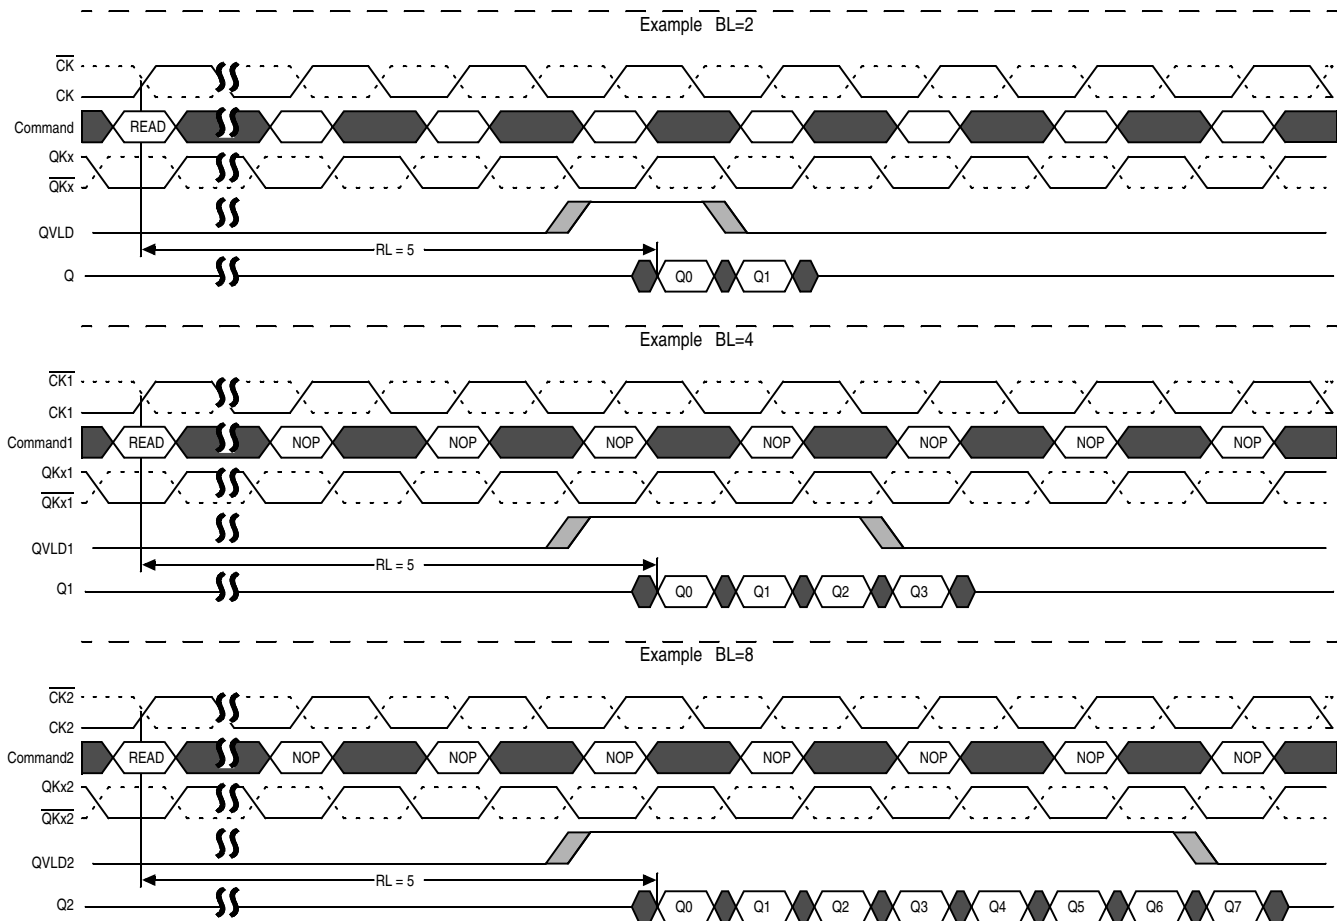 Example BL=2
CK
CK
Command READ
QKx
QKx
QVLD
RL = 5
Q Q0 Q1
Example BL=4
CK1
CK1
Command1 READ NOP NOP NOP NOP NOP NOP NOP
QKx1
QKx1
QVLD1
RL = 5
Q1 Q0 Q1 Q2 Q3
Example BL=8
CK2
CK2
Command2 READ NOP NOP NOP NOP NOP NOP NOP
QKx2
QKx2
QVLD2
RL = 5
Q2 Q0 Q1 Q2 Q3 Q4 Q5 Q6 Q7